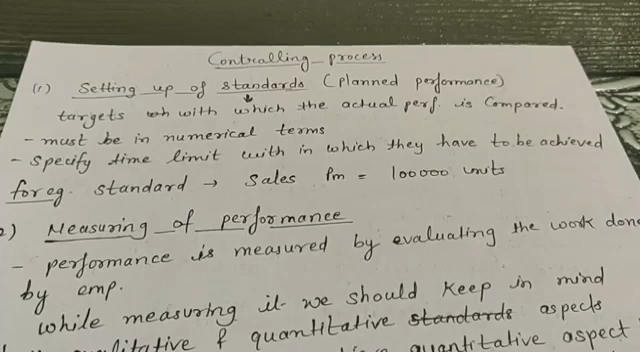 Controlling process
(1) Setting up of standards (Planned performance)
targets with which the actual perf. is Compared.
- must be in numerical terms
- Specify time limit with in which they have to be achieved
for eg. standard → Sales Pm = 100000 units
2) Measuring of performance
- performance is measured by evaluating the work done
by emp.
while measuring it we should keep in mind
& quantitative standards aspects
quantitative aspect